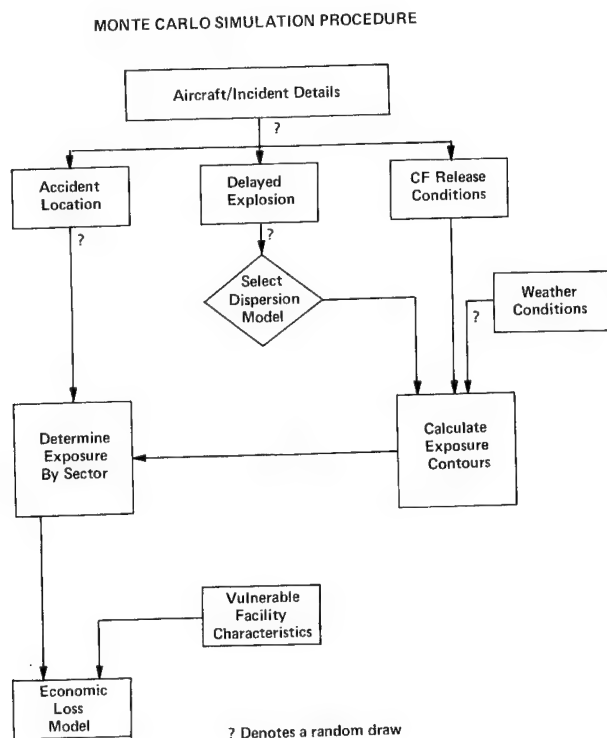 MONTE CARLO SIMULATION PROCEDURE
Aircraft/Incident Details
?
Accident
Location
Delayed
Explosion
CF Release
Conditions
?
?
Select
Dispersion
Model
Weather
Conditions
?
Determine
Exposure
By Sector
Calculate
Exposure
Contours
Vulnerable
Facility
Characteristics
Economic
Loss
Model
? Denotes a random draw